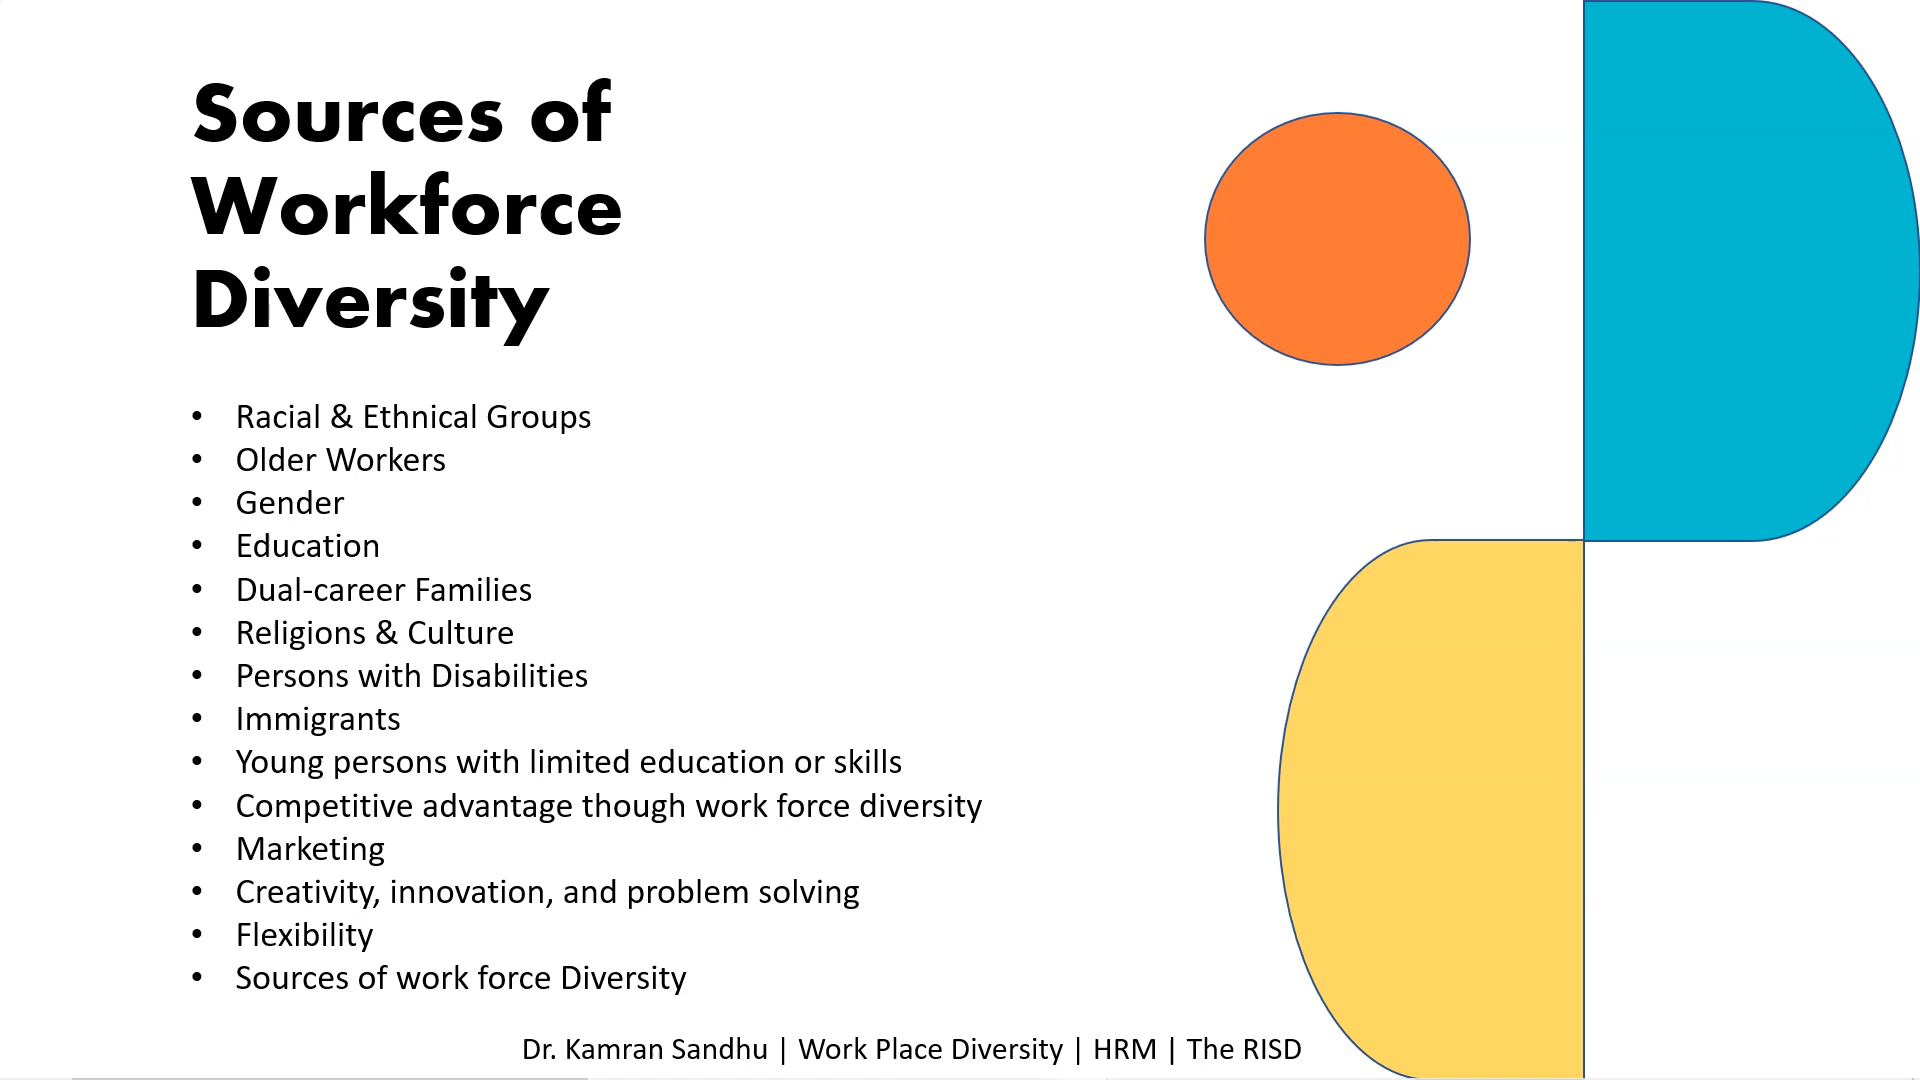 Sources of
Workforce
Diversity
• Racial & Ethnical Groups
• Older Workers
• Gender
• Education
• Dual-career Families
• Religions & Culture
• Persons with Disabilities
• Immigrants
• Young persons with limited education or skills
• Competitive advantage though work force diversity
• Marketing
• Creativity, innovation, and problem solving
• Flexibility
• Sources of work force Diversity
Dr. Kamran Sandhu | Work Place Diversity | HRM | The RISD